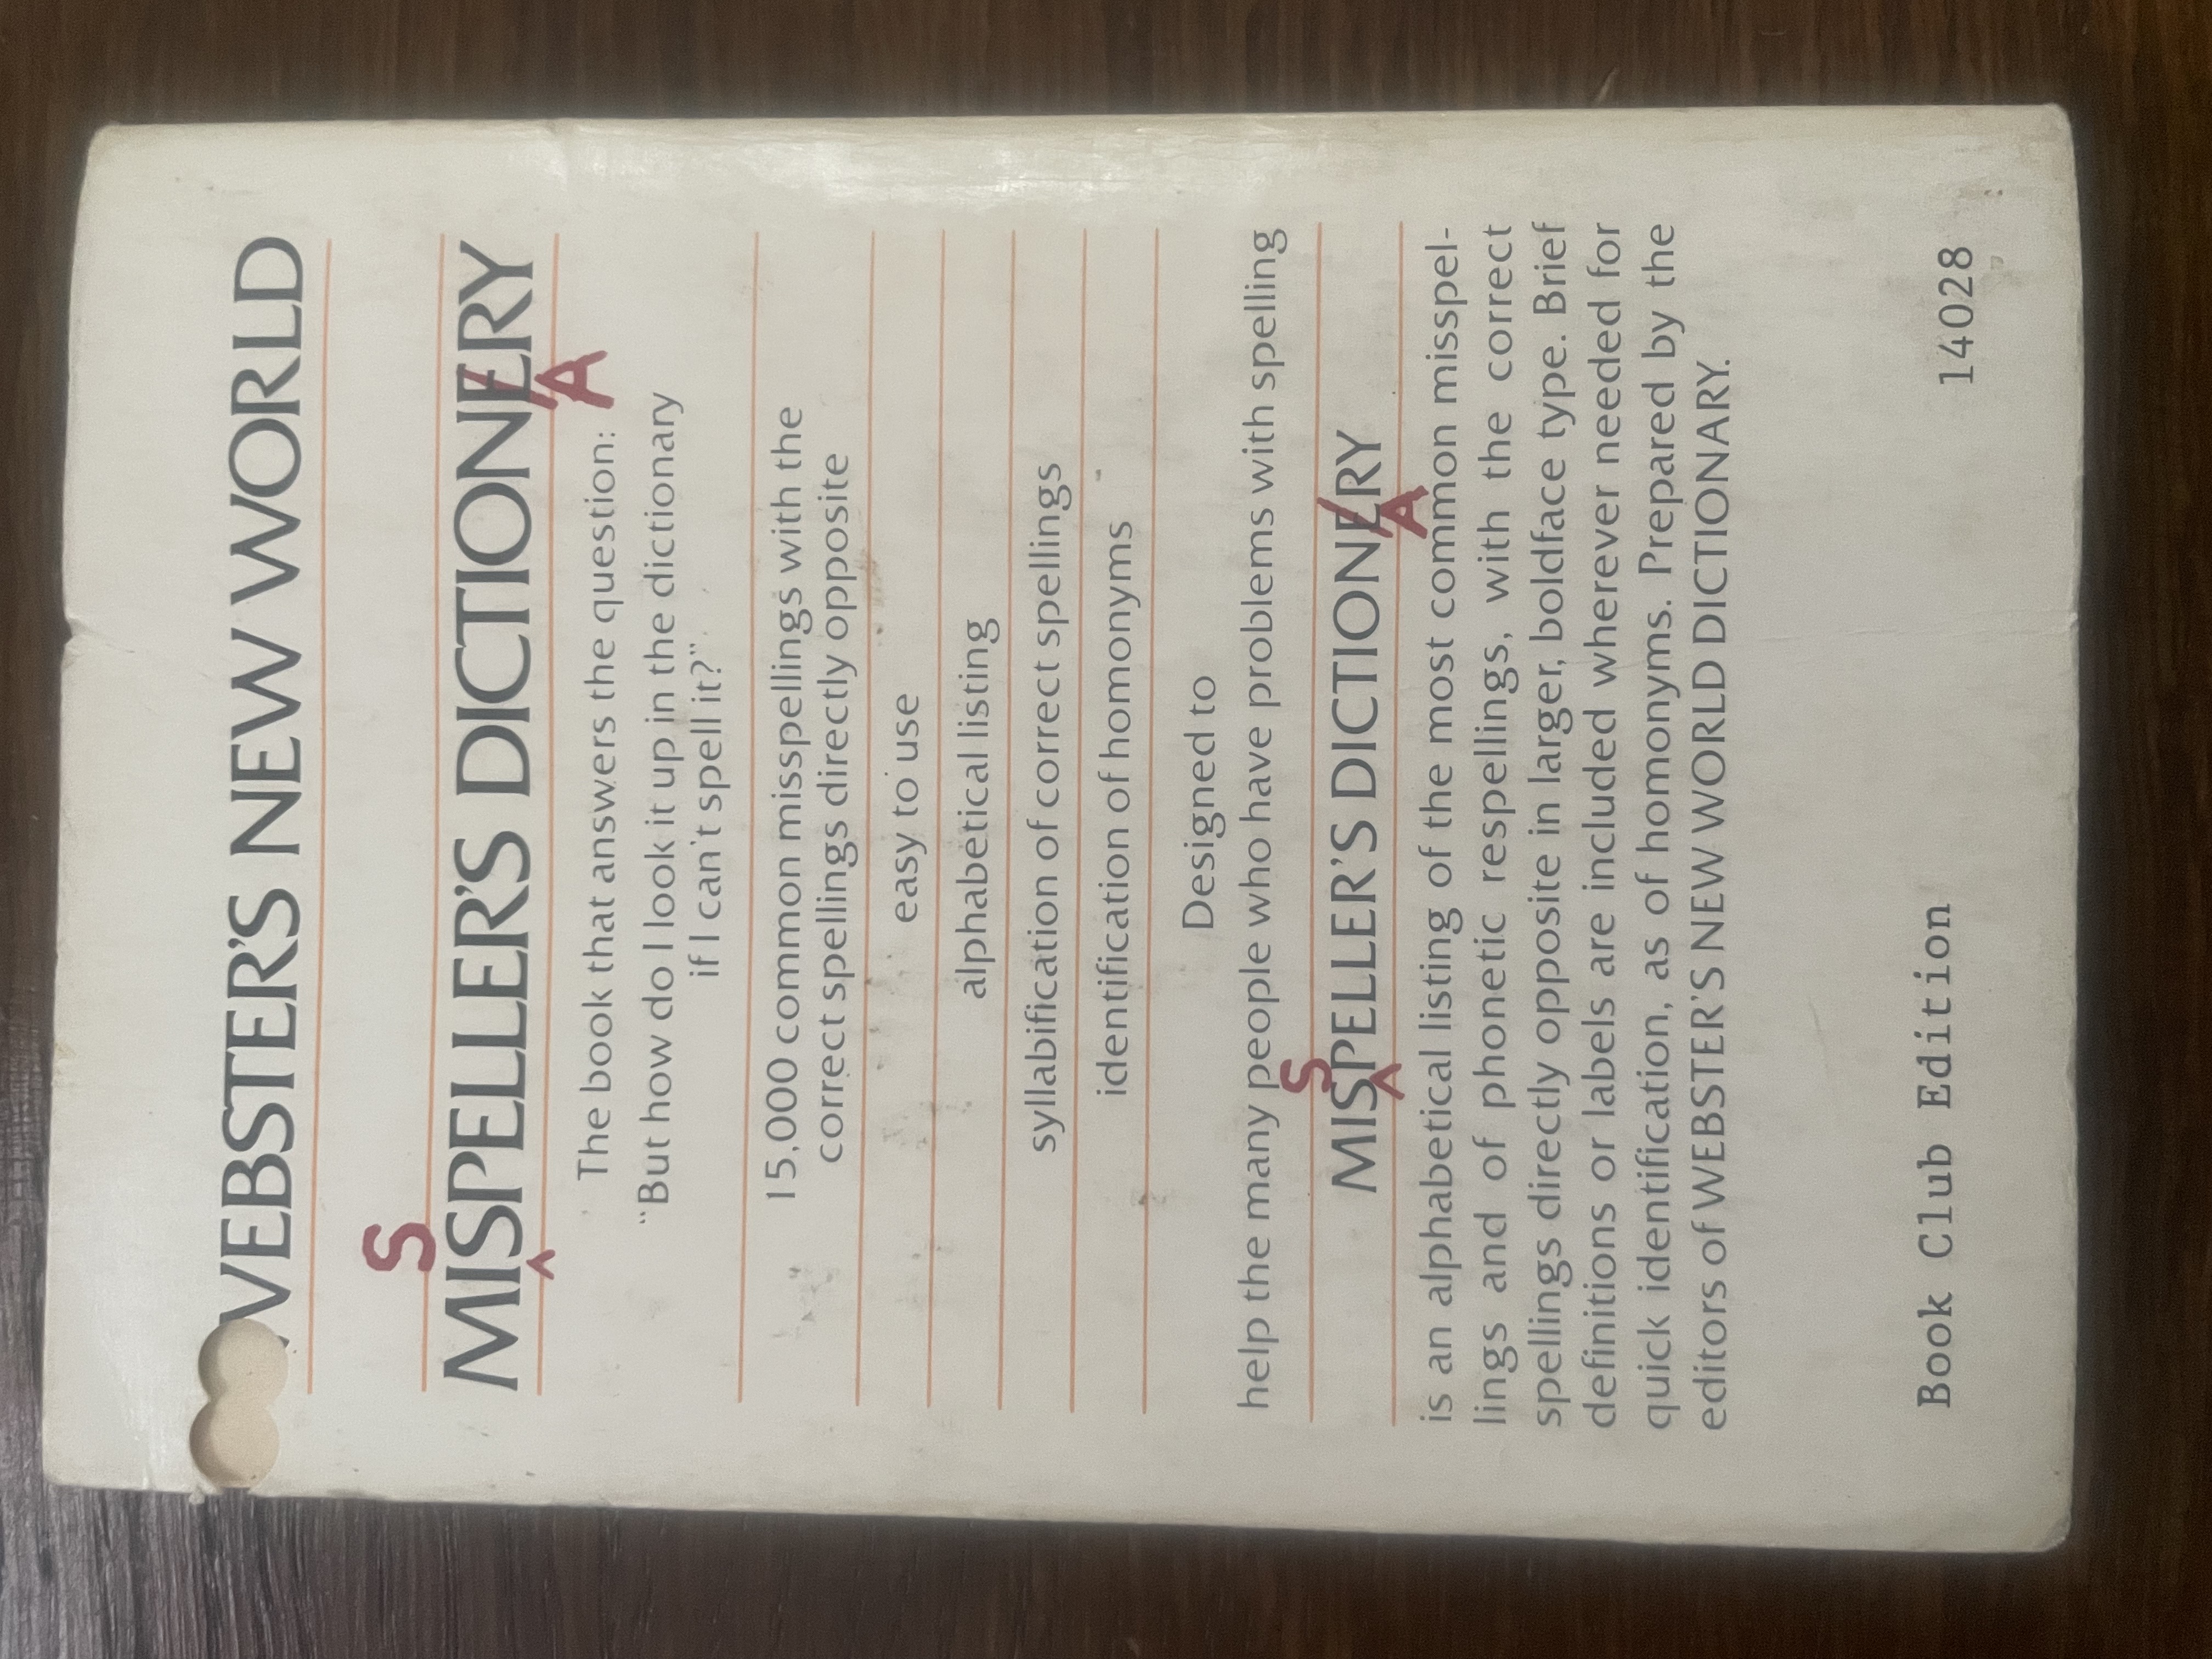 WEBSTER'S NEW WORLD
S
MISPELLER'S DICTIONERY
^ A
The book that answers the question:
"But how do I look it up in the dictionary
if I can't spell it?"
15,000 common misspellings with the
correct spellings directly opposite
easy to use
alphabetical listing
syllabification of correct spellings
identification of homonyms
Designed to
help the many people who have problems with spelling
S
MISPELLER'S DICTIONERY
^ A
is an alphabetical listing of the most common misspel-
lings and of phonetic respellings, with the correct
spellings directly opposite in larger, boldface type. Brief
definitions or labels are included wherever needed for
quick identification, as of homonyms. Prepared by the
editors of WEBSTER'S NEW WORLD DICTIONARY.
Book Club Edition 14028